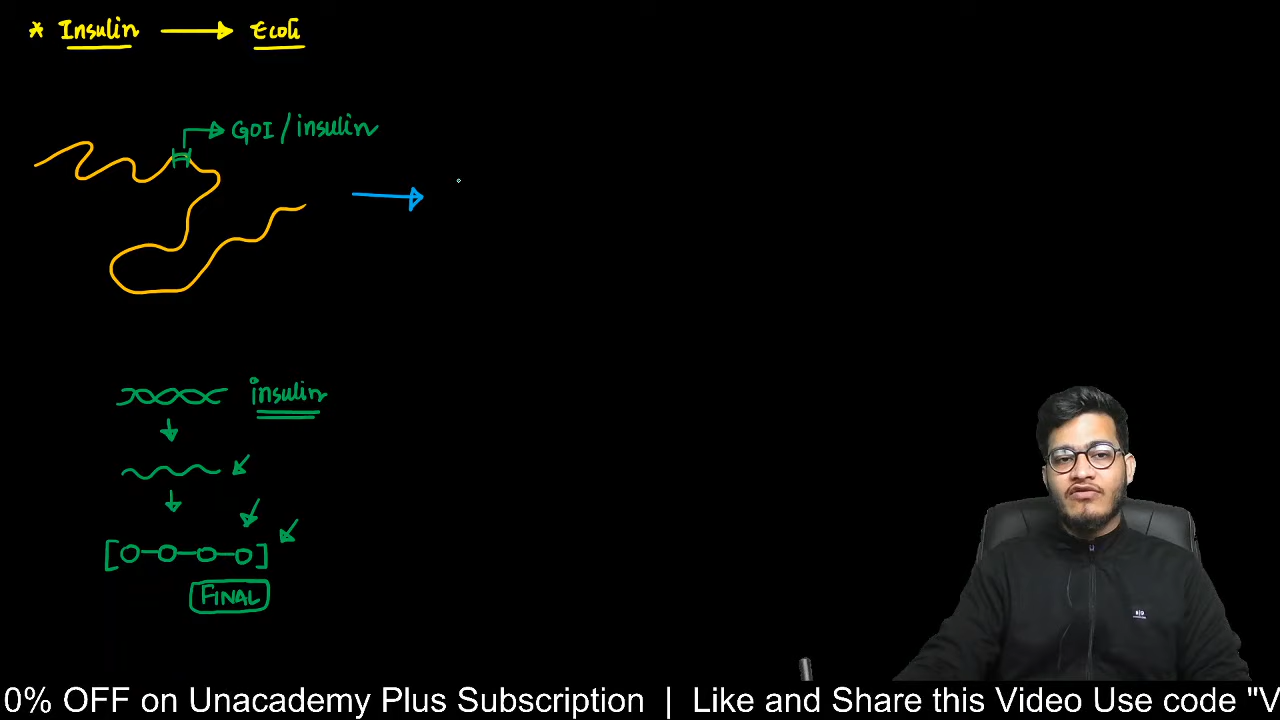 * Insulin → Ecoli
GOI / insulin
insulin
FINAL
0% OFF on Unacademy Plus Subscription | Like and Share this Video Use code "V